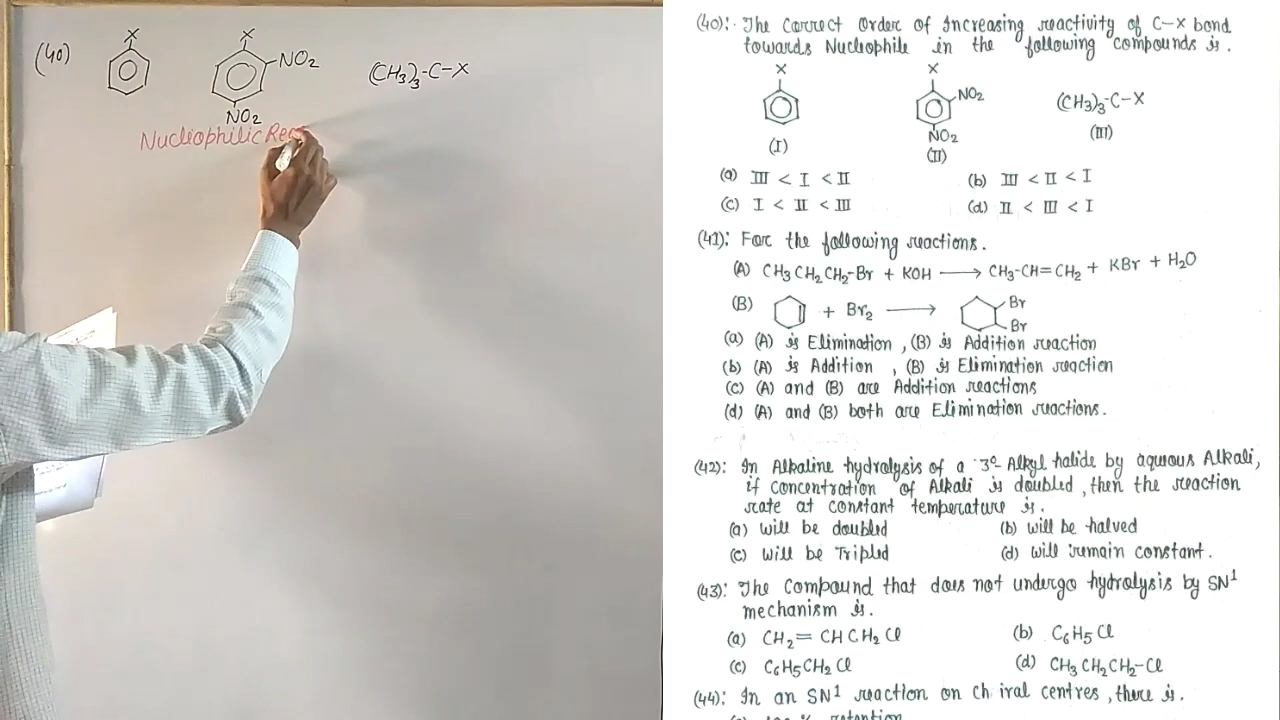 (40)
X
X
NO2
NO2
(CH3)3-C-X
Nucleophilic Reac
(40):- The Correct Order of Increasing reactivity of C-X bond
towards Nucleophile in the following compounds is.
X
X
NO2
NO2
(CH3)3-C-X
(I)
(II)
(III)
(a) III < I < II
(b) III < II < I
(c) I < II < III
(d) II < III < I
(41): For the following reactions.
(A) CH3CH2CH2-Br + KOH ⟶ CH3-CH=CH2 + KBr + H2O
(B) + Br2 ⟶ Br
Br
(a) (A) is Elimination, (B) is Addition reaction
(b) (A) is Addition, (B) is Elimination reaction
(c) (A) and (B) are Addition reactions
(d) (A) and (B) both are Elimination reactions.
(42): In Alkaline hydrolysis of a 3º- Alkyl halide by aqueous Alkali,
if concentration of Alkali is doubled, then the reaction
rate at constant temperature is.
(a) will be doubled
(b) will be halved
(c) will be Tripled
(d) will remain constant.
(43): The Compound that does not undergo hydrolysis by SN1
mechanism is.
(a) CH2=CHCH2Cl
(b) C6H5Cl
(c) C6H5CH2Cl
(d) CH3CH2CH2-Cl
(44): In an SN1 reaction on chiral centres, there is.
retention